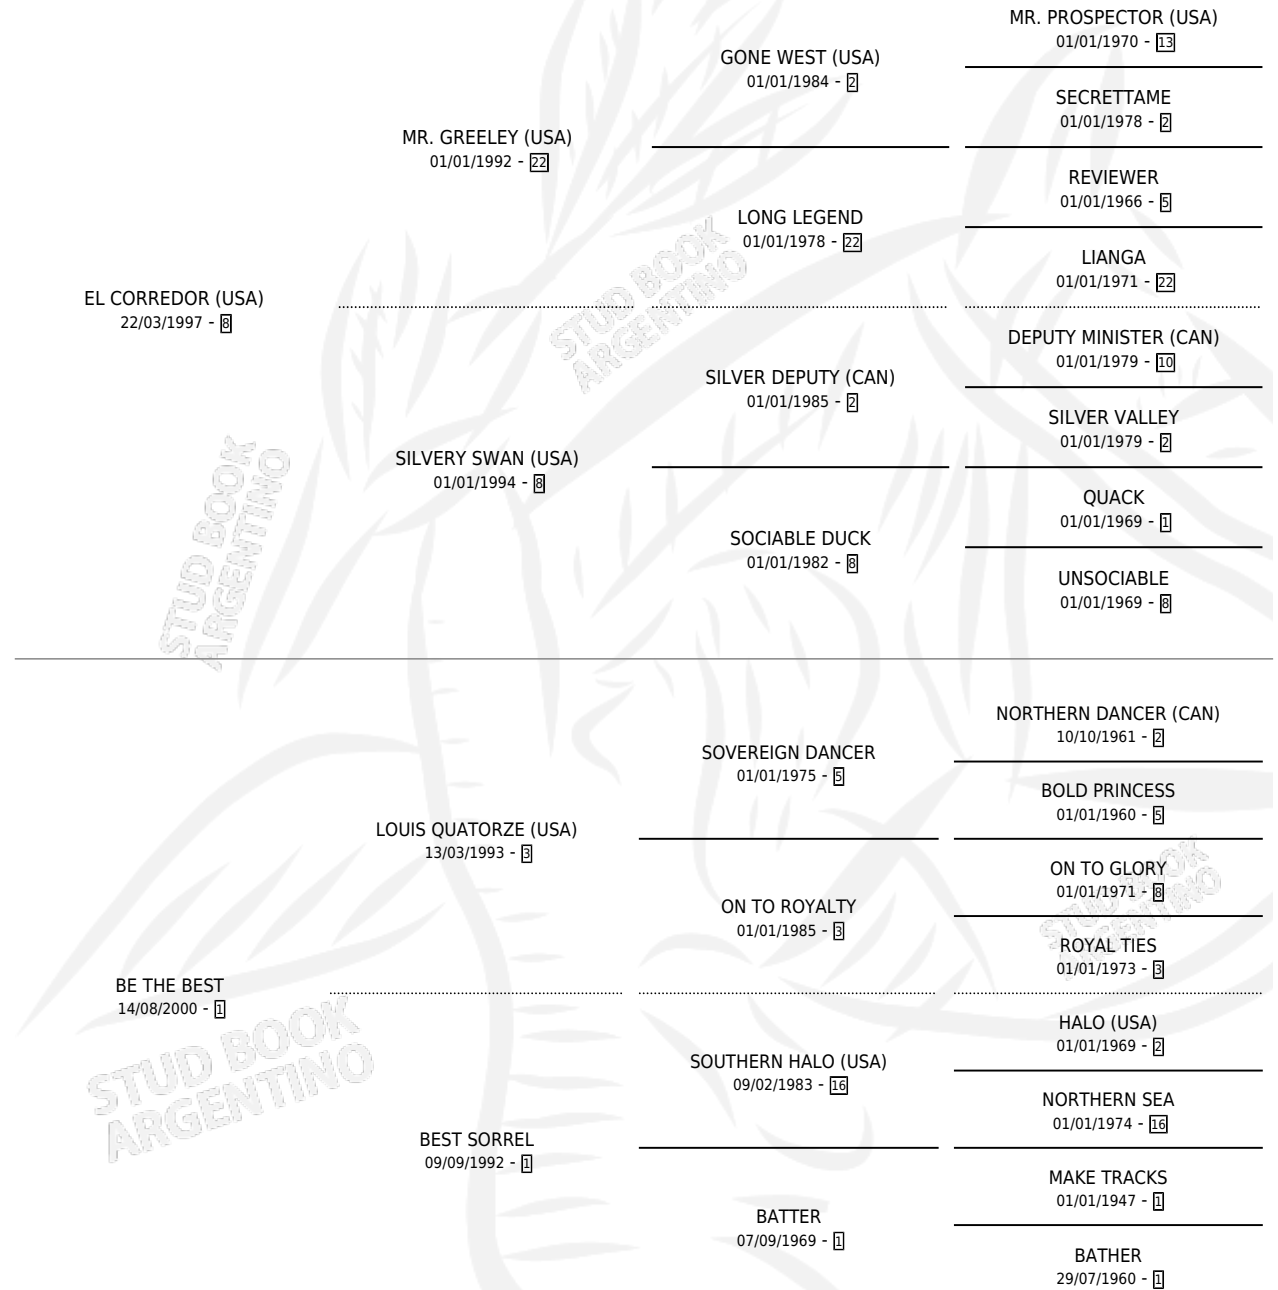 MR. PROSPECTOR (USA)
01/01/1970 - 13
GONE WEST (USA)
01/01/1984 - 2
SECRETTAME
01/01/1978 - 2
MR. GREELEY (USA)
01/01/1992 - 22
REVIEWER
01/01/1966 - 5
LONG LEGEND
01/01/1978 - 22
LIANGA
01/01/1971 - 22
EL CORREDOR (USA)
22/03/1997 - 8
DEPUTY MINISTER (CAN)
01/01/1979 - 10
SILVER DEPUTY (CAN)
01/01/1985 - 2
SILVER VALLEY
01/01/1979 - 2
SILVERY SWAN (USA)
01/01/1994 - 8
QUACK
01/01/1969 - 1
SOCIABLE DUCK
01/01/1982 - 8
UNSOCIABLE
01/01/1969 - 8
NORTHERN DANCER (CAN)
10/10/1961 - 2
SOVEREIGN DANCER
01/01/1975 - 5
BOLD PRINCESS
01/01/1960 - 5
LOUIS QUATORZE (USA)
13/03/1993 - 3
ON TO GLORY
01/01/1971 - 8
ON TO ROYALTY
01/01/1985 - 3
ROYAL TIES
01/01/1973 - 3
BE THE BEST
14/08/2000 - 1
HALO (USA)
01/01/1969 - 2
SOUTHERN HALO (USA)
09/02/1983 - 16
NORTHERN SEA
01/01/1974 - 16
BEST SORREL
09/09/1992 - 1
MAKE TRACKS
01/01/1947 - 1
BATTER
07/09/1969 - 1
BATHER
29/07/1960 - 1
STUD BOOK
ARGENTINO
STUD BOOK
ARGENTINO
STUD BOOK
ARGENTINO
STUD BOOK
ARGENTINO